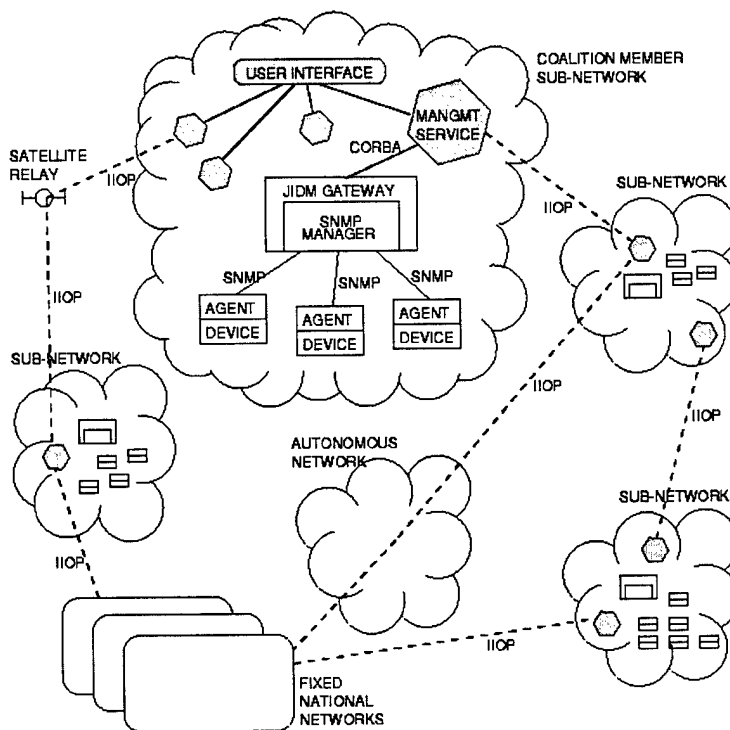 USER INTERFACE
COALITION MEMBER
SUB-NETWORK
MANGMT
SERVICE
CORBA
SATELLITE
RELAY
IIOP
JIDM GATEWAY
SNMP
MANAGER
SUB-NETWORK
IIOP
SNMP
SNMP
SNMP
AGENT
DEVICE
AGENT
DEVICE
AGENT
DEVICE
IIOP
SUB-NETWORK
IIOP
IIOP
AUTONOMOUS
NETWORK
SUB-NETWORK
IIOP
IIOP
FIXED
NATIONAL
NETWORKS